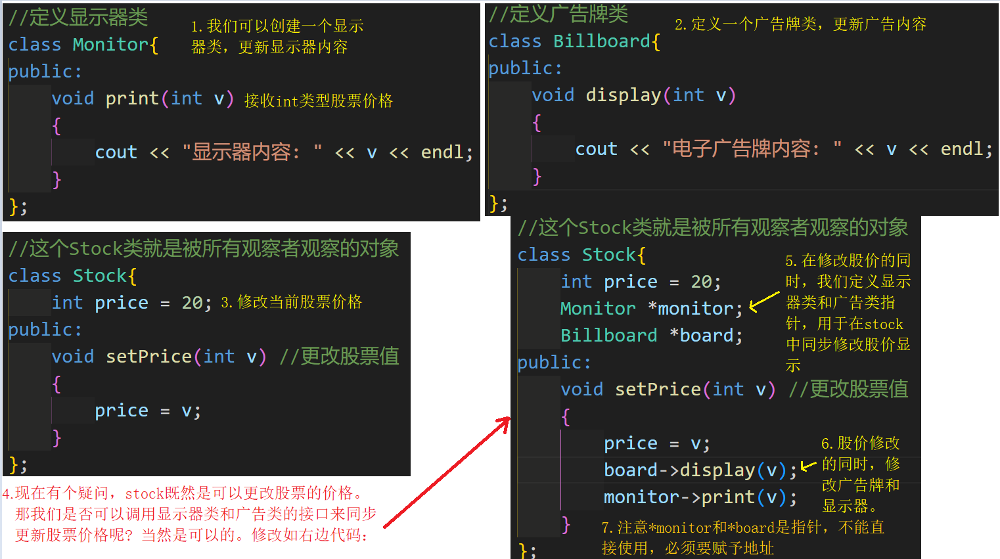 //定义显示器类
1.我们可以创建一个显示
器类，更新显示器内容
class Monitor{
public:
void print(int v) 接收int类型股票价格
{
cout << "显示器内容: " << v << endl;
}
};
//定义广告牌类
2.定义一个广告牌类，更新广告内容
class Billboard{
public:
void display(int v)
{
cout << "电子广告牌内容: " << v << endl;
}
};
//这个Stock类就是被所有观察者观察的对象
class Stock{
int price = 20; 3.修改当前股票价格
public:
void setPrice(int v) //更改股票值
{
price = v;
}
};
4.现在有个疑问，stock既然是可以更改股票的价格。
那我们是否可以调用显示器类和广告类的接口来同步
更新股票价格呢? 当然是可以的。修改如右边代码：
//这个Stock类就是被所有观察者观察的对象
class Stock{
int price = 20;
Monitor *monitor;
Billboard *board;
5.在修改股价的同
时，我们定义显示
器类和广告类指
针，用于在stock
中同步修改股价显
示
public:
void setPrice(int v) //更改股票值
{
price = v;
board->display(v);
monitor->print(v);
6.股价修改
的同时，修
改广告牌和
显示器。
}
7.注意*monitor和*board是指针，不能直
接使用，必须要赋予地址
};